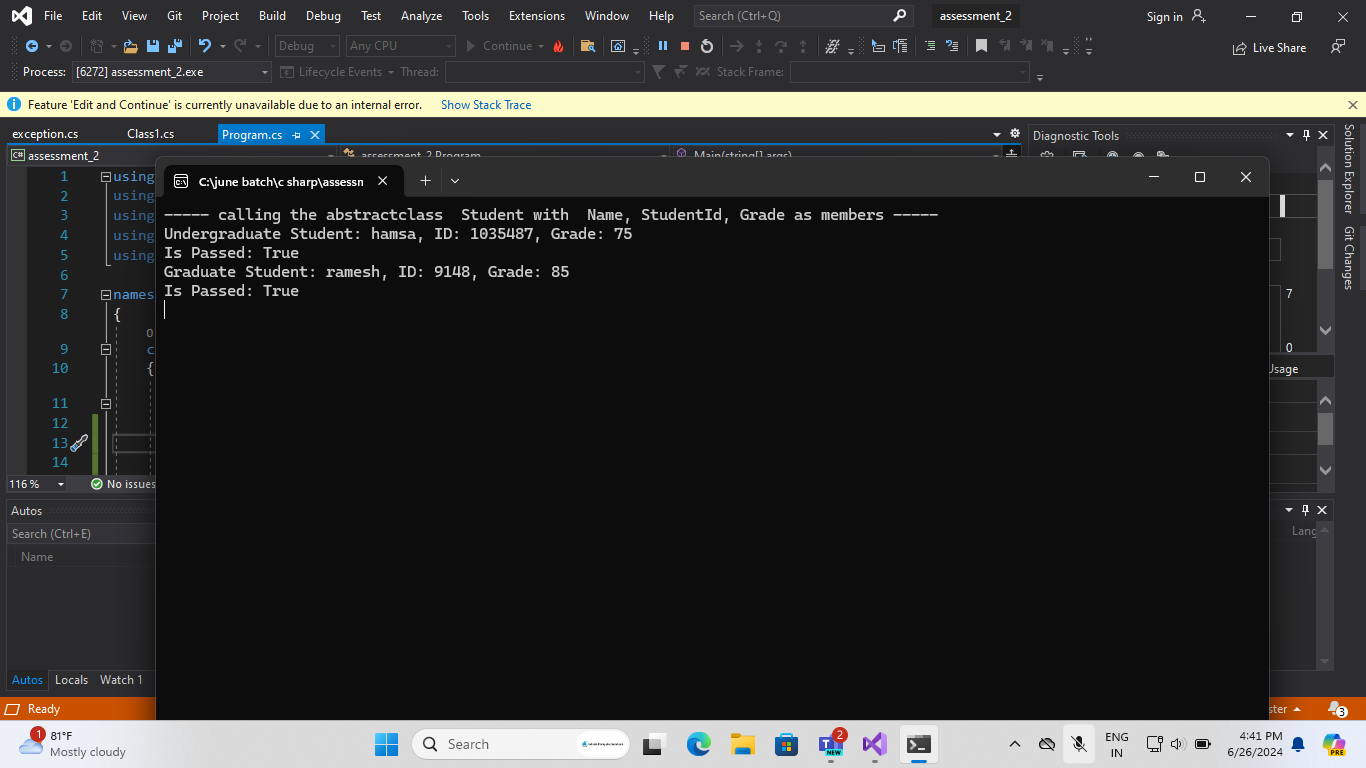 File Edit View Git Project Build Debug Test Analyze Tools Extensions Window Help Search (Ctrl+Q) assessment_2 Sign in
Debug Any CPU Continue Live Share
Process: [6272] assessment_2.exe Lifecycle Events Thread: Stack Frame:
Feature 'Edit and Continue' is currently unavailable due to an internal error. Show Stack Trace
exception.cs Class1.cs Program.cs Diagnostic Tools
C# assessment_2 assessment_2.Program Main(string[] args)
C:\june batch\c sharp\assessn
1 using
2 using
3 using
4 using
5 using
6
7 names
8 {
0
9 c
10 {
11
12
13
14
----- calling the abstractclass  Student with  Name, StudentId, Grade as members -----
Undergraduate Student: hamsa, ID: 1035487, Grade: 75
Is Passed: True
Graduate Student: ramesh, ID: 9148, Grade: 85
Is Passed: True
7
0
Usage
Solution Explorer
Git Changes
116 % No issues
Autos
Search (Ctrl+E)
Name
Lang
Autos Locals Watch 1
Ready ster 3
1 81°F
Mostly cloudy
Search
NEW 2
ENG
IN
4:41 PM
6/26/2024
PRE